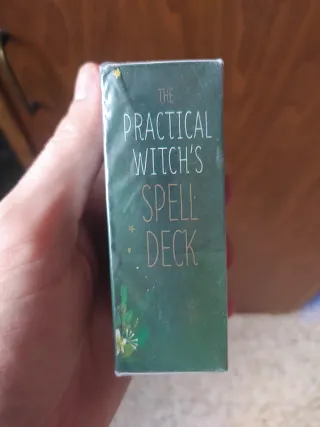 THE
PRACTICAL
WITCH'S
SPELL
DECK